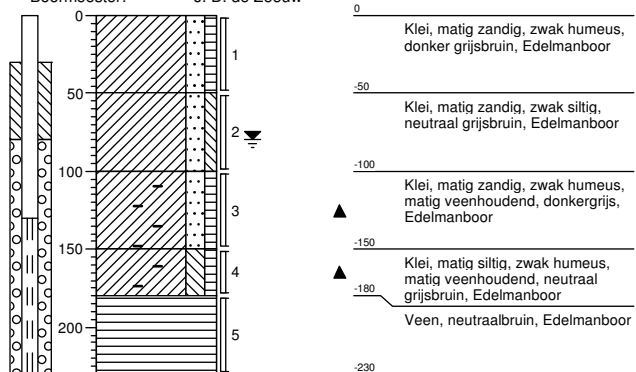 Boormeester: J. B. de Zeeuw
0
50
100
150
200
1
2
3
4
5
0
Klei, matig zandig, zwak humeus,
donker grijsbruin, Edelmanboor
-50
Klei, matig zandig, zwak siltig,
neutraal grijsbruin, Edelmanboor
-100
Klei, matig zandig, zwak humeus,
matig veenhoudend, donkergrijs,
Edelmanboor
-150
Klei, matig siltig, zwak humeus,
matig veenhoudend, neutraal
grijsbruin, Edelmanboor
-180
Veen, neutraalbruin, Edelmanboor
-230